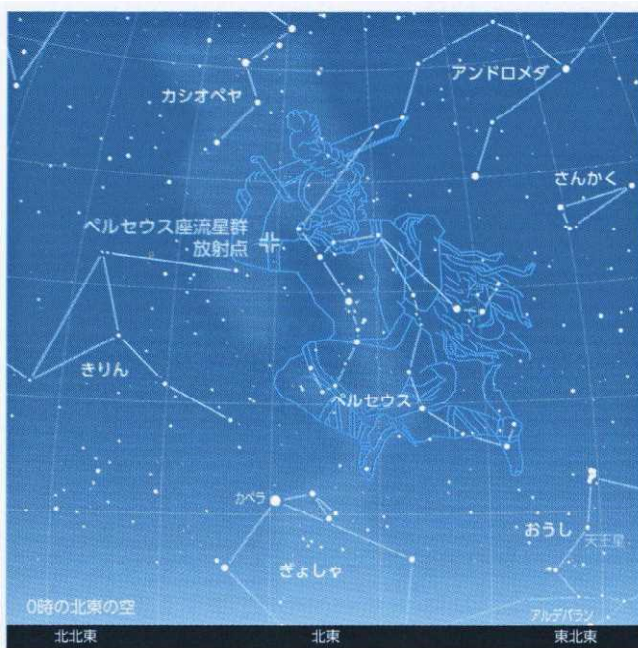 アンドロメダ
カシオペヤ
さんかく
ペルセウス座流星群
放射点
きりん
ペルセウス
カペラ
おうし
天王星
ぎょしゃ
0時の北東の空
アルデバラン
北北東
北東
東北東